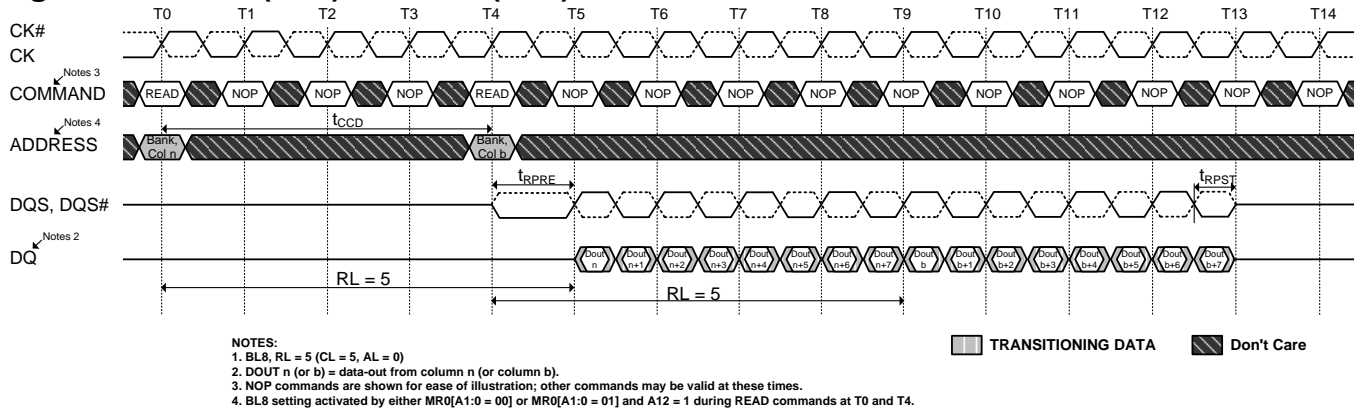 T0 T1 T2 T3 T4 T5 T6 T7 T8 T9 T10 T11 T12 T13 T14
CK#
CK
Notes 3
COMMAND READ NOP NOP NOP READ NOP NOP NOP NOP NOP NOP NOP NOP NOP NOP
Notes 4
tCCD
ADDRESS Bank, Col n Bank, Col b
tRPRE tRPST
DQS, DQS#
Notes 2
DQ Dout n Dout n+1 Dout n+2 Dout n+3 Dout n+4 Dout n+5 Dout n+6 Dout n+7 Dout b Dout b+1 Dout b+2 Dout b+3 Dout b+4 Dout b+5 Dout b+6 Dout b+7
RL = 5 RL = 5
NOTES:
1. BL8, RL = 5 (CL = 5, AL = 0)
2. DOUT n (or b) = data-out from column n (or column b).
3. NOP commands are shown for ease of illustration; other commands may be valid at these times.
4. BL8 setting activated by either MR0[A1:0 = 00] or MR0[A1:0 = 01] and A12 = 1 during READ commands at T0 and T4.
TRANSITIONING DATA Don't Care